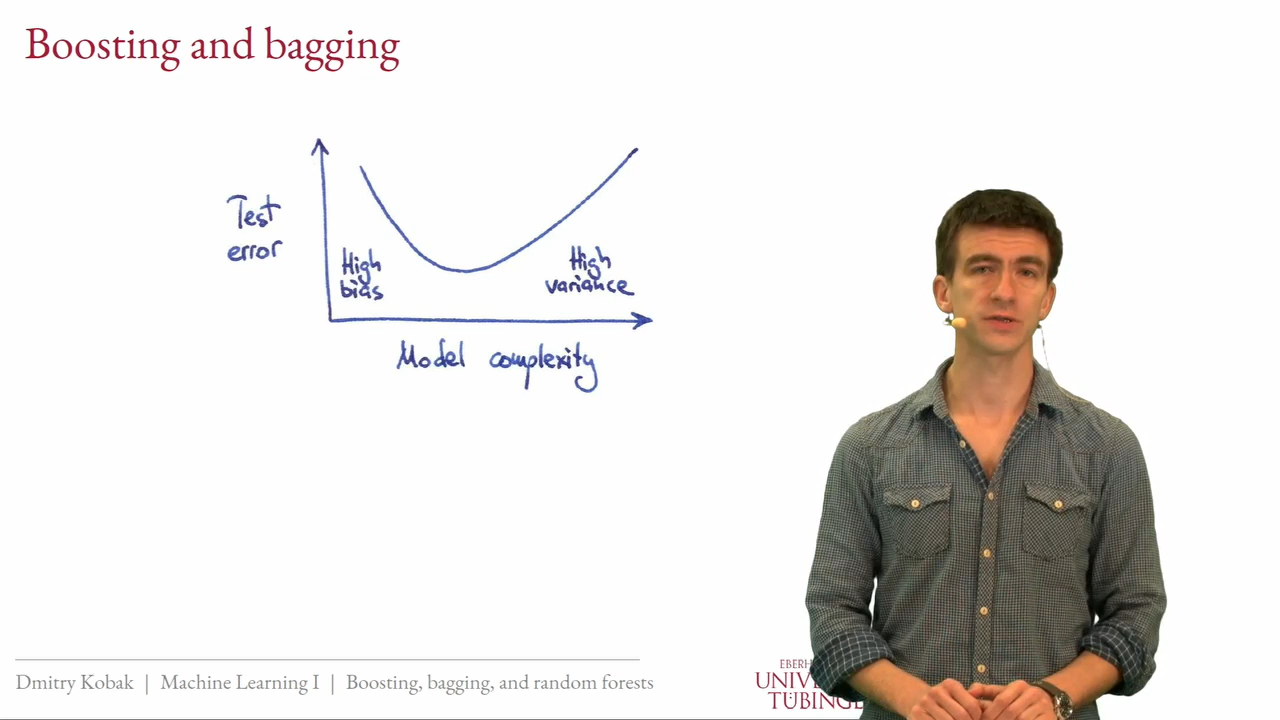 Boosting and bagging
Test
error
High
bias
High
variance
Model complexity
Dmitry Kobak | Machine Learning I | Boosting, bagging, and random forests